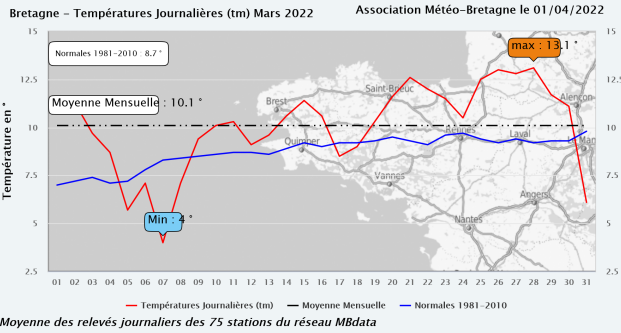 Bretagne - Températures Journalières (tm) Mars 2022
Association Météo-Bretagne le 01/04/2022
15
15
max : 13.1 °
Normales 1981-2010 : 8.7 °
12.5
12.5
Saint-Brieuc
Alençon
Moyenne Mensuelle : 10.1 °
Brest
10
10
Rennes
Laval
Quimper
Température en °
7.5
7.5
Vannes
Angers
Min : 4 °
Nantes
5
5
2.5
2.5
01 02 03 04 05 06 07 08 09 10 11 12 13 14 15 16 17 18 19 20 21 22 23 24 25 26 27 28 29 30 31
Températures Journalières (tm) Moyenne Mensuelle Normales 1981-2010
Moyenne des relevés journaliers des 75 stations du réseau MBdata